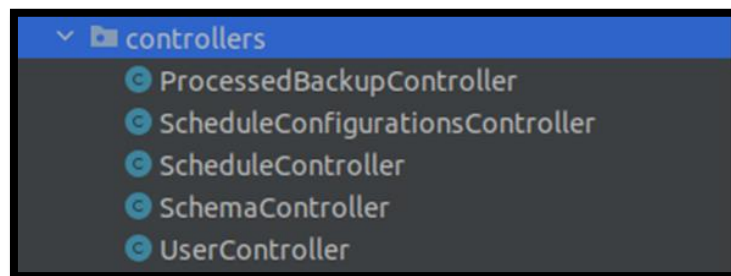 controllers
ProcessedBackupController
ScheduleConfigurationsController
ScheduleController
SchemaController
UserController